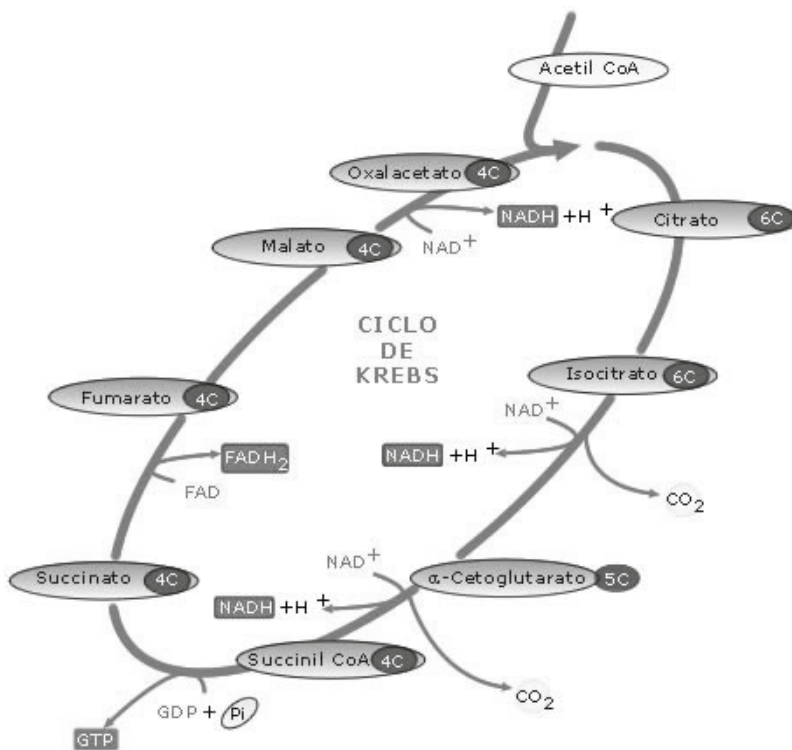 Acetil CoA
Oxalacetato 4C
NADH +H +
Citrato 6C
Malato 4C
NAD+
CICLO
DE
KREBS
Isocitrato 6C
Fumarato 4C
NAD+
FADH2
NADH +H +
FAD
CO2
NAD+
Succinato 4C
α-Cetoglutarato 5C
NADH +H +
Succinil CoA 4C
CO2
GDP + Pi
GTP